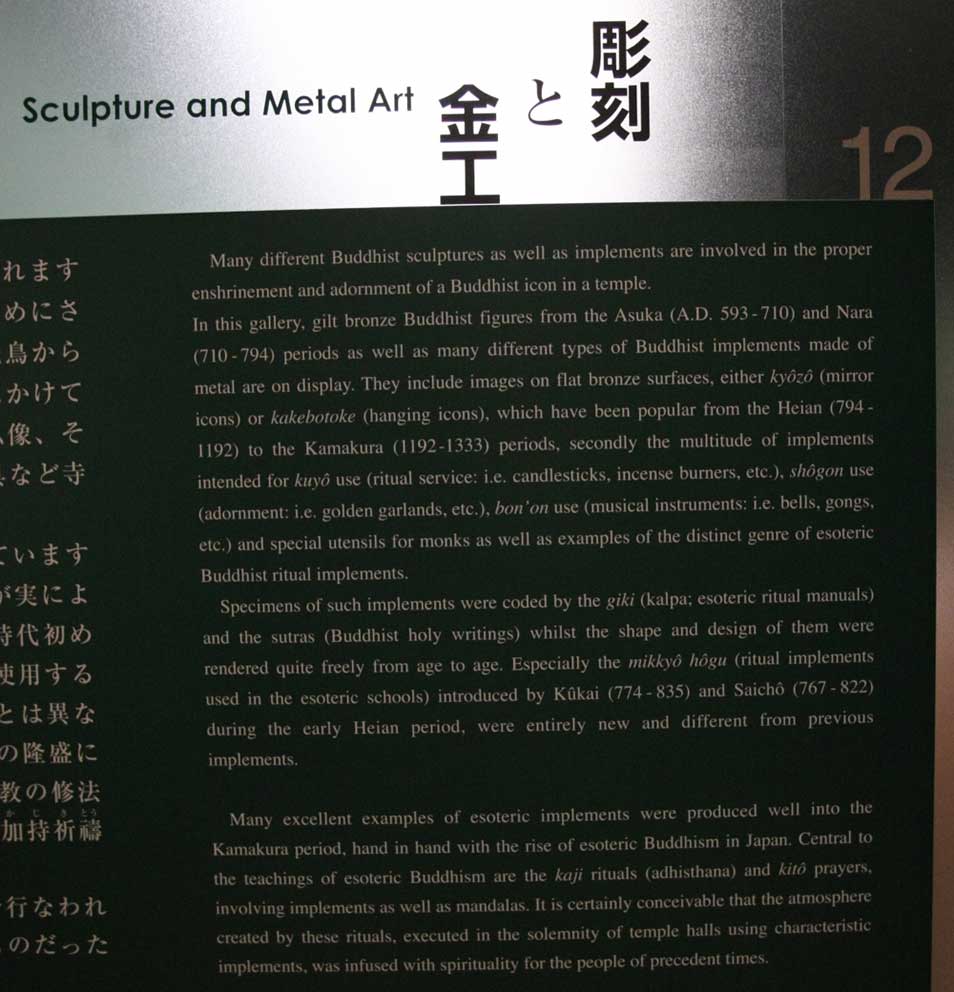 彫刻
と
金工
Sculpture and Metal Art
12
れます
めにさ
鳥から
かけて
像、そ
など寺
ています
が実によ
時代初め
使用する
とは異な
の隆盛に
教の修法
かじきとう
加持祈禱
行なわれ
のだった
Many different Buddhist sculptures as well as implements are involved in the proper
enshrinement and adornment of a Buddhist icon in a temple.
In this gallery, gilt bronze Buddhist figures from the Asuka (A.D. 593-710) and Nara
(710-794) periods as well as many different types of Buddhist implements made of
metal are on display. They include images on flat bronze surfaces, either kyôzô (mirror
icons) or kakebotoke (hanging icons), which have been popular from the Heian (794-
1192) to the Kamakura (1192-1333) periods, secondly the multitude of implements
intended for kuyô use (ritual service: i.e. candlesticks, incense burners, etc.), shôgon use
(adornment: i.e. golden garlands, etc.), bon'on use (musical instruments: i.e. bells, gongs,
etc.) and special utensils for monks as well as examples of the distinct genre of esoteric
Buddhist ritual implements.
Specimens of such implements were coded by the giki (kalpa; esoteric ritual manuals)
and the sutras (Buddhist holy writings) whilst the shape and design of them were
rendered quite freely from age to age. Especially the mikkyô hôgu (ritual implements
used in the esoteric schools) introduced by Kûkai (774-835) and Saichô (767-822)
during the early Heian period, were entirely new and different from previous
implements.
Many excellent examples of esoteric implements were produced well into the
Kamakura period, hand in hand with the rise of esoteric Buddhism in Japan. Central to
the teachings of esoteric Buddhism are the kaji rituals (adhisthana) and kitô prayers,
involving implements as well as mandalas. It is certainly conceivable that the atmosphere
created by these rituals, executed in the solemnity of temple halls using characteristic
implements, was infused with spirituality for the people of precedent times.